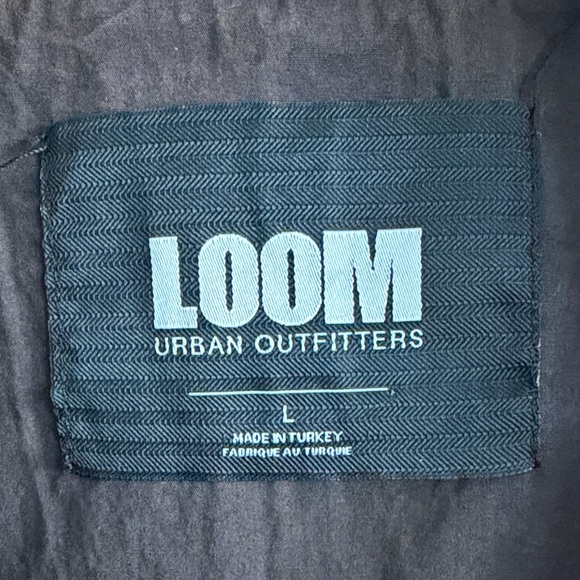 LOOM
URBAN OUTFITTERS
L
MADE IN TURKEY
FABRIQUE AU TURQUIE